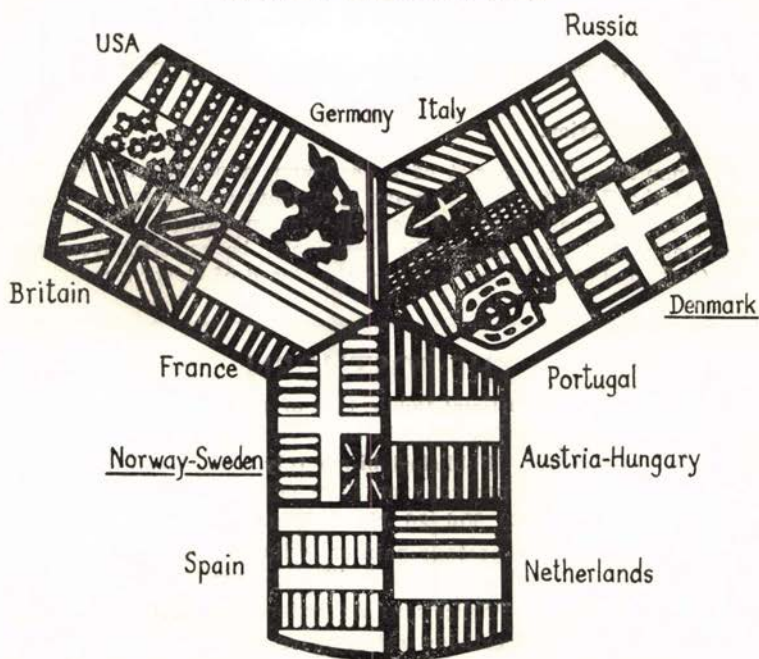 USA
Russia
Germany
Italy
Britain
Denmark
France
Portugal
Norway-Sweden
Austria-Hungary
Spain
Netherlands